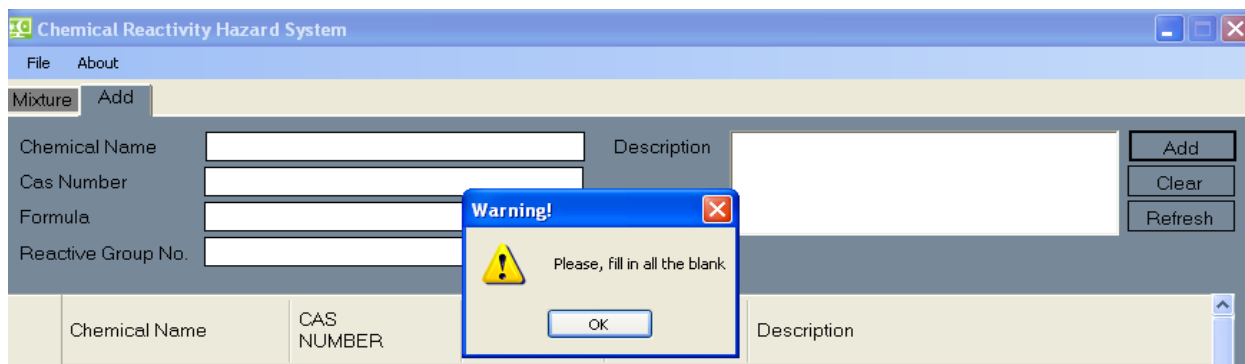 Chemical Reactivity Hazard System
File About
Mixture Add
Chemical Name Description Add
Cas Number Clear
Formula Refresh
Reactive Group No.
Warning!
Please, fill in all the blank
OK
Chemical Name CAS NUMBER Description